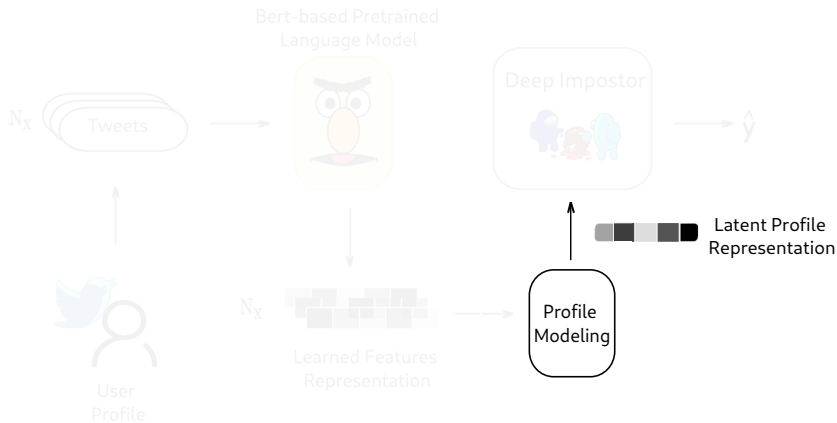 Bert-based Pretrained
Language Model
Deep Impostor
Nx
Tweets
ŷ
Latent Profile
Representation
Nx
Profile
Modeling
Learned Features
Representation
User
Profile